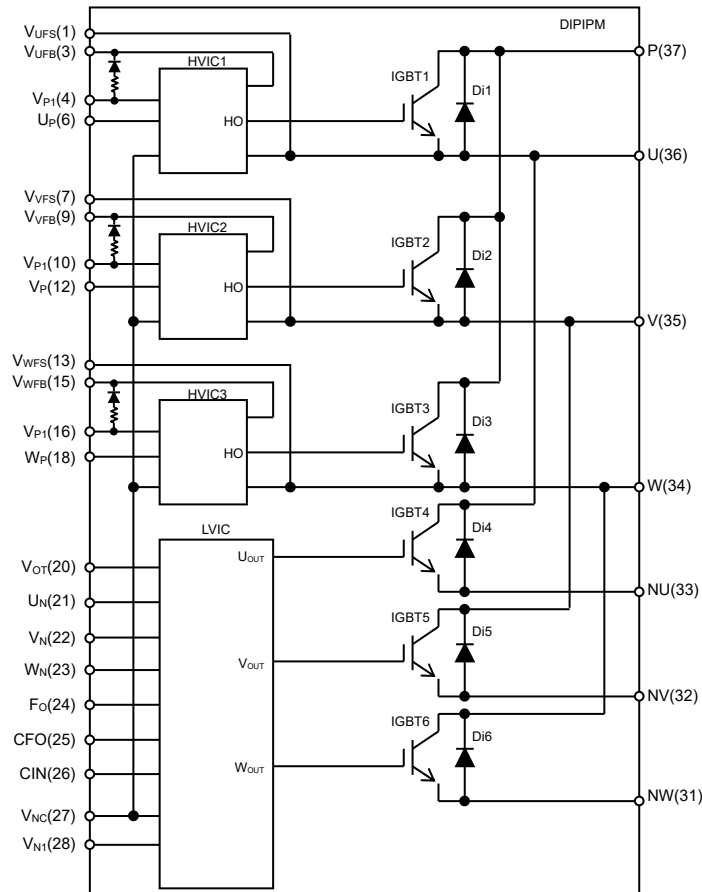 DIPIPM
VUFS(1)
VUFB(3)
HVIC1
IGBT1
Di1
P(37)
VP1(4)
UP(6)
HO
U(36)
VVFS(7)
VVFB(9)
HVIC2
IGBT2
Di2
VP1(10)
VP(12)
HO
V(35)
VWFS(13)
VWFB(15)
HVIC3
IGBT3
Di3
VP1(16)
WP(18)
HO
W(34)
LVIC
IGBT4
Di4
UOUT
VOT(20)
NU(33)
UN(21)
IGBT5
Di5
VN(22)
VOUT
WN(23)
NV(32)
FO(24)
IGBT6
Di6
CFO(25)
WOUT
CIN(26)
NW(31)
VNC(27)
VN1(28)